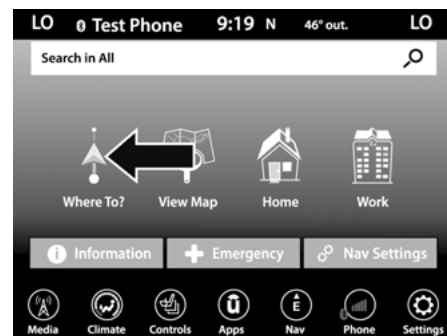 LO Test Phone 9:19 N 46° out. LO
Search in All
Where To? View Map Home Work
Information Emergency Nav Settings
Media Climate Controls Apps Nav Phone Settings